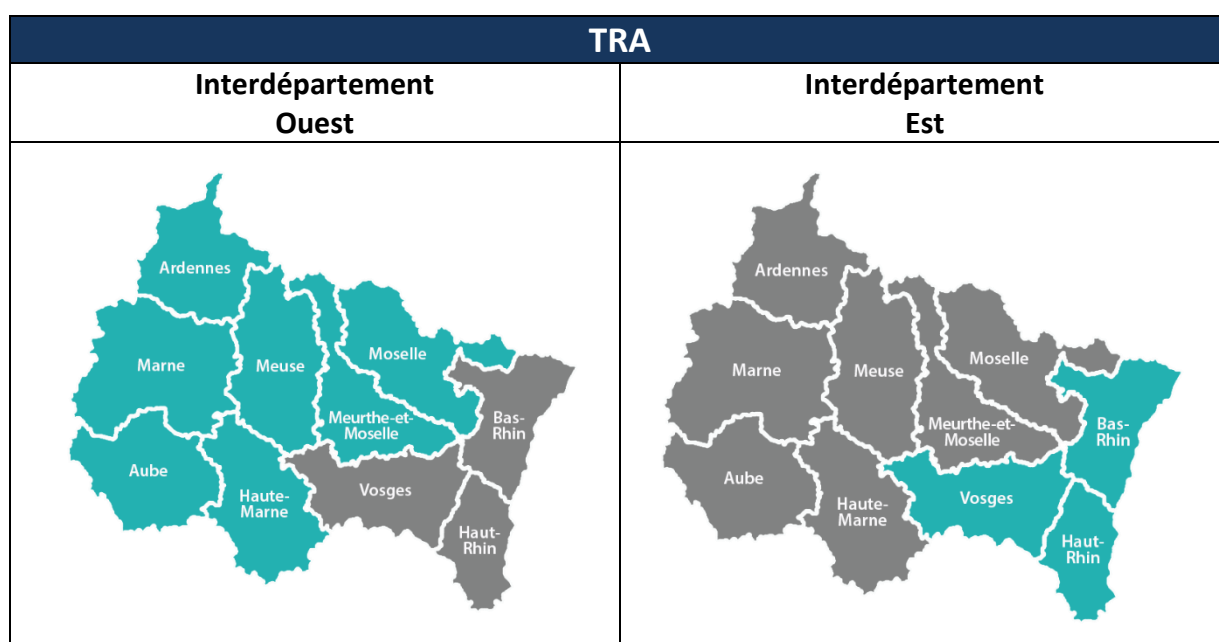 TRA
Interdépartement
Ouest
Interdépartement
Est
Ardennes
Marne
Meuse
Moselle
Meurthe-et-
Moselle
Bas-
Rhin
Aube
Haute-
Marne
Vosges
Haut-
Rhin
Ardennes
Marne
Meuse
Moselle
Meurthe-et-
Moselle
Bas-
Rhin
Aube
Haute-
Marne
Vosges
Haut-
Rhin